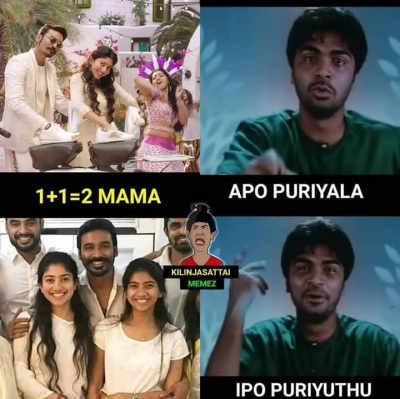 1+1=2 MAMA
APO PURIYALA
KILINJASATTAI
MEMEZ
IPO PURIYUTHU